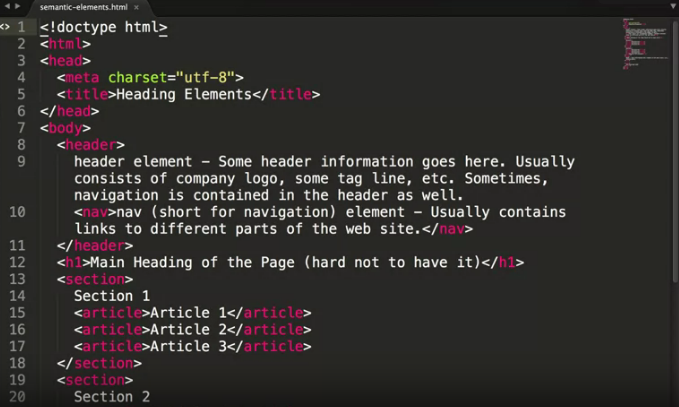 semantic-elements.html ×
1 <!doctype html>
2 <html>
3 <head>
4 <meta charset="utf-8">
5 <title>Heading Elements</title>
6 </head>
7 <body>
8 <header>
9 header element – Some header information goes here. Usually
consists of company logo, some tag line, etc. Sometimes,
navigation is contained in the header as well.
10 <nav>nav (short for navigation) element – Usually contains
links to different parts of the web site.</nav>
11 </header>
12 <h1>Main Heading of the Page (hard not to have it)</h1>
13 <section>
14 Section 1
15 <article>Article 1</article>
16 <article>Article 2</article>
17 <article>Article 3</article>
18 </section>
19 <section>
20 Section 2